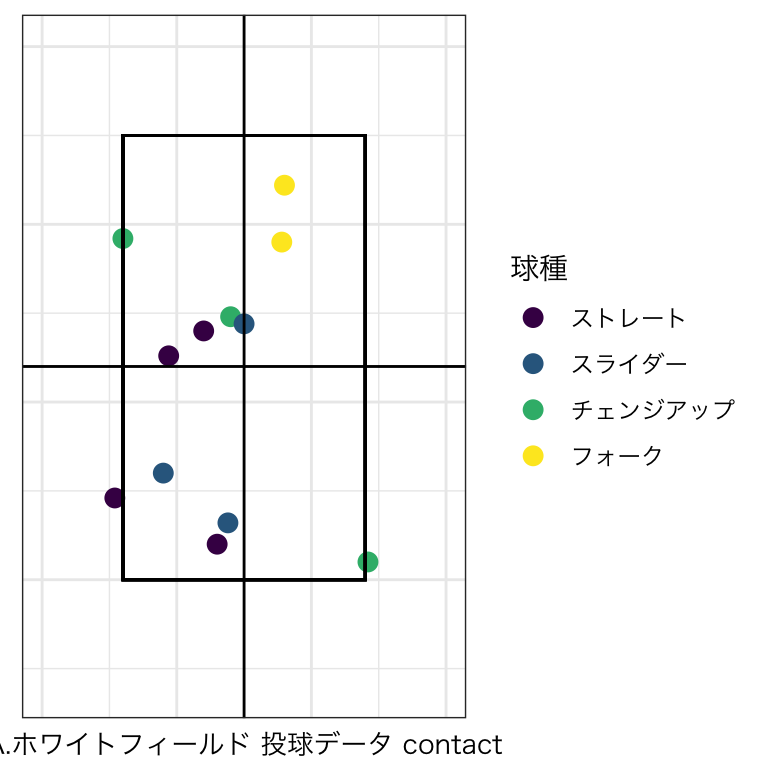 球種
ストレート
スライダー
チェンジアップ
フォーク
A.ホワイトフィールド 投球データ contact